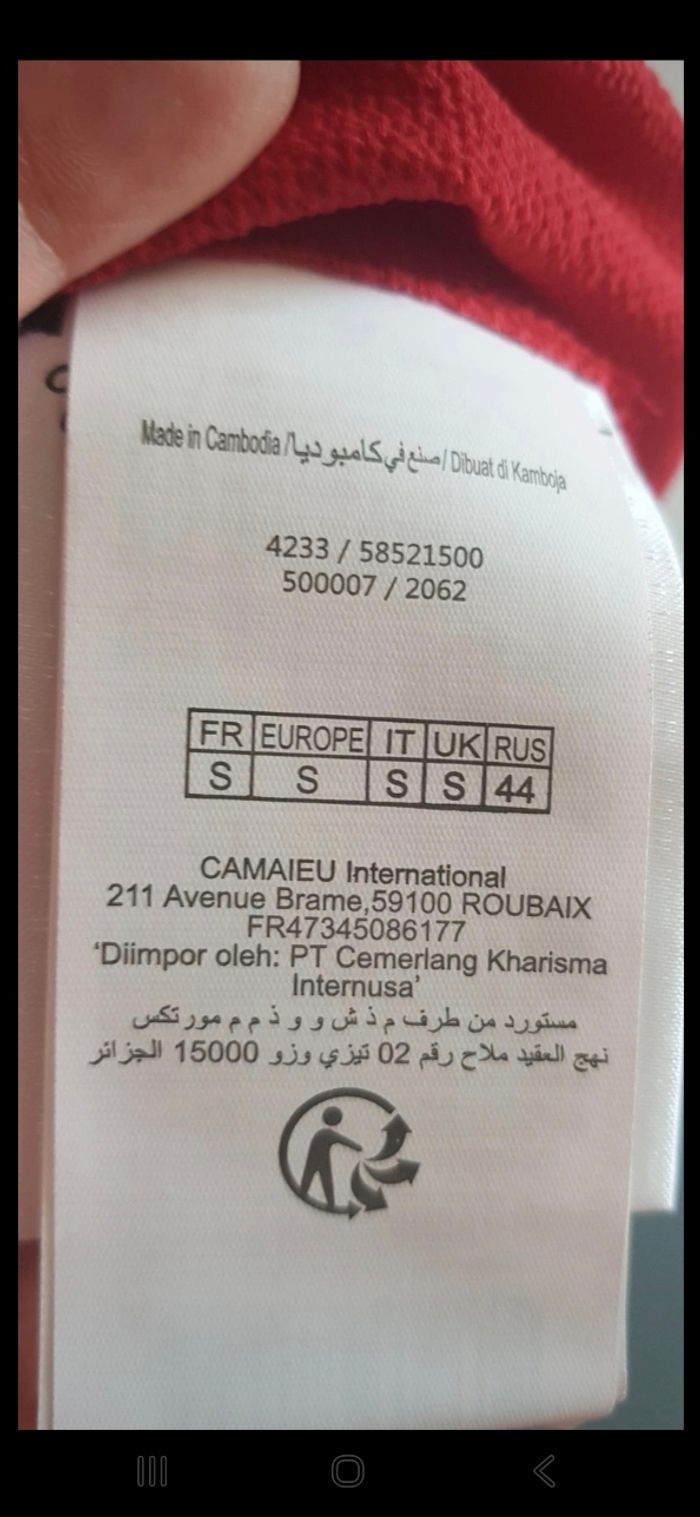 Made in Cambodia/صنع في كامبوديا/Dibuat di Kamboja
4233 / 58521500
500007 / 2062
FR EUROPE IT UK RUS
S S S S 44
CAMAIEU International
211 Avenue Brame,59100 ROUBAIX
FR47345086177
‘Diimpor oleh: PT Cemerlang Kharisma
Internusa’
مستورد من طرف م ذ ش و و ذ م م مورتكس
نهج العقيد ملاح رقم 02 تيزي وزو 15000 الجزائر